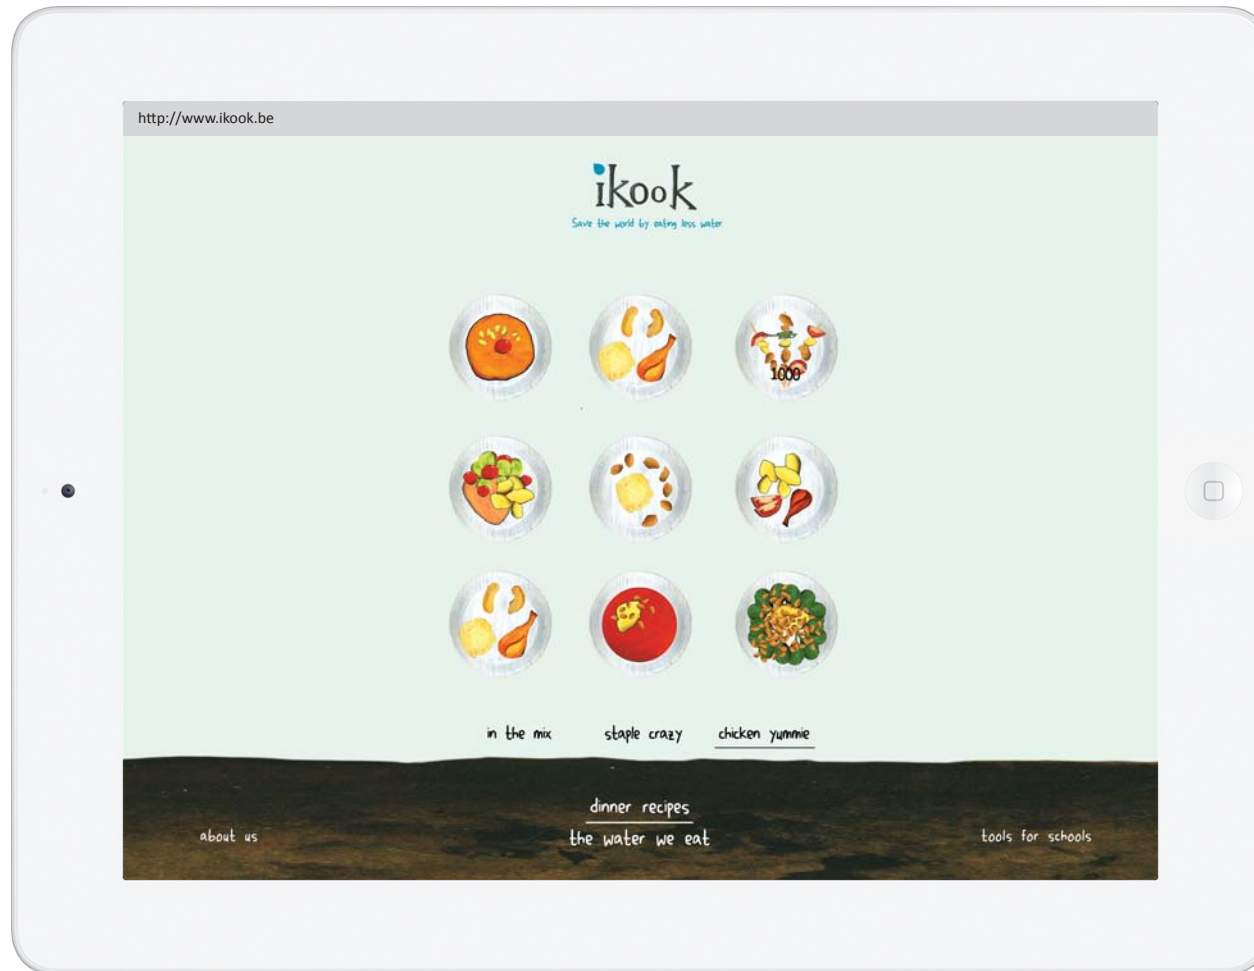 http://www.ikook.be
ikook
Save the world by eating less water
1000
in the mix
staple crazy
chicken yummie
dinner recipes
the water we eat
about us
tools for schools